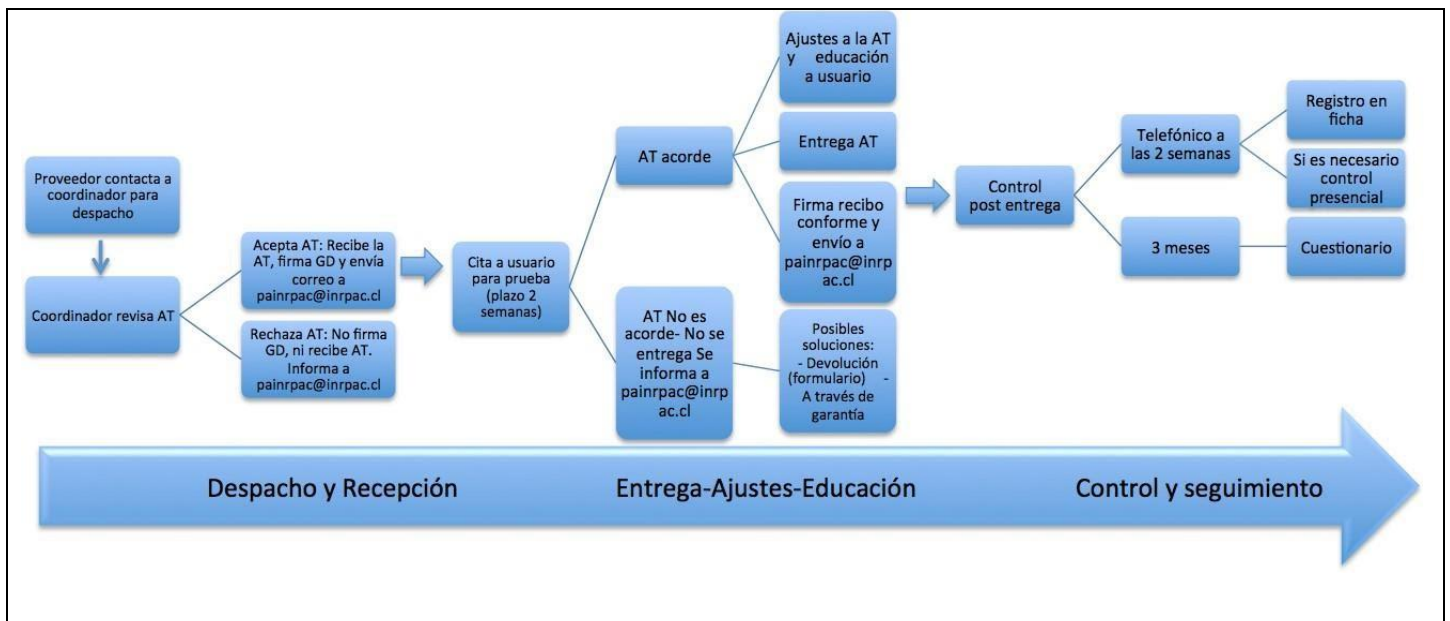 Proveedor contacta a
coordinador para
despacho
Coordinador revisa AT
Acepta AT: Recibe la
AT, firma GD y envía
correo a
painrpac@inrpac.cl
Rechaza AT: No firma
GD, ni recibe AT.
Informa a
painrpac@inrpac.cl
Cita a usuario
para prueba
(plazo 2
semanas)
AT acorde
AT No es
acorde- No se
entrega Se
informa a
painrpac@inrp
ac.cl
Ajustes a la AT
y educación
a usuario
Entrega AT
Firma recibo
conforme y
envío a
painrpac@inrp
ac.cl
Posibles
soluciones:
- Devolución
(formulario) -
A través de
garantía
Control
post entrega
Telefónico a
las 2 semanas
3 meses
Registro en
ficha
Si es necesario
control
presencial
Cuestionario
Despacho y Recepción
Entrega-Ajustes-Educación
Control y seguimiento